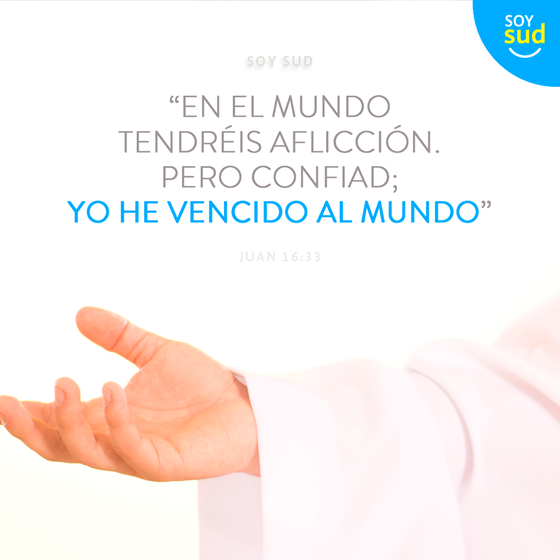 SOY
sud
SOY SUD
“EN EL MUNDO
TENDRÉIS AFLICCIÓN.
PERO CONFIAD;
YO HE VENCIDO AL MUNDO”
JUAN 16:33